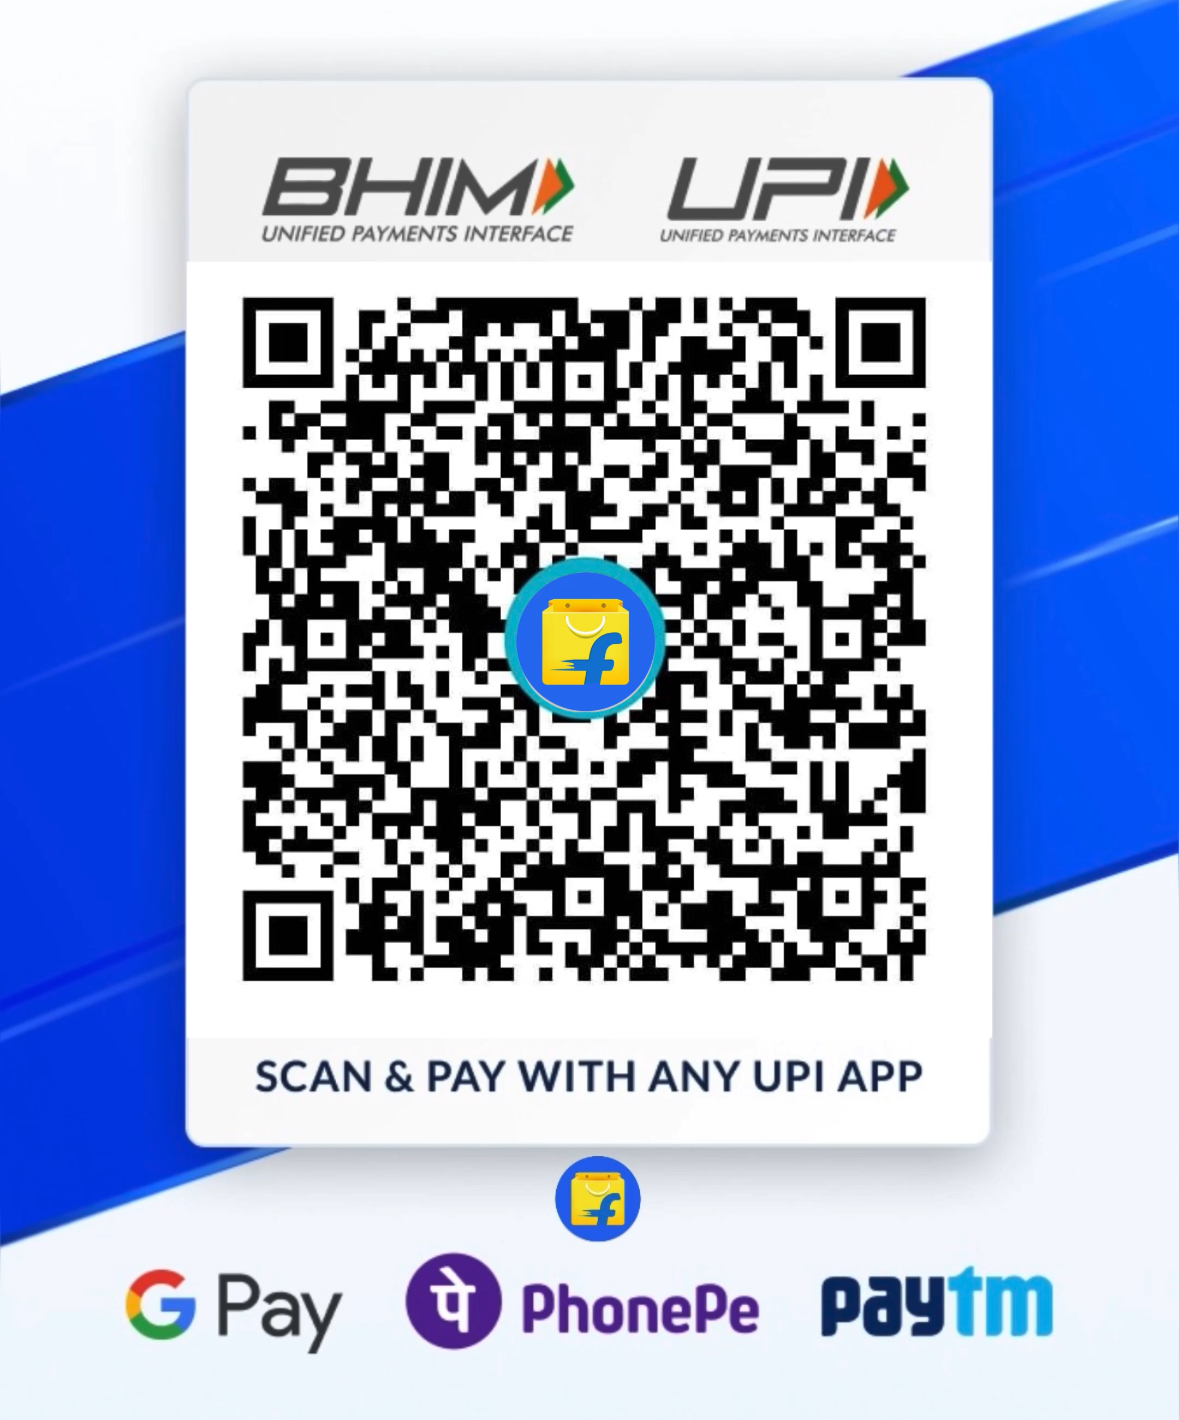 BHIM UPI
UNIFIED PAYMENTS INTERFACE UNIFIED PAYMENTS INTERFACE
f
SCAN & PAY WITH ANY UPI APP
f
G Pay पे PhonePe paytm